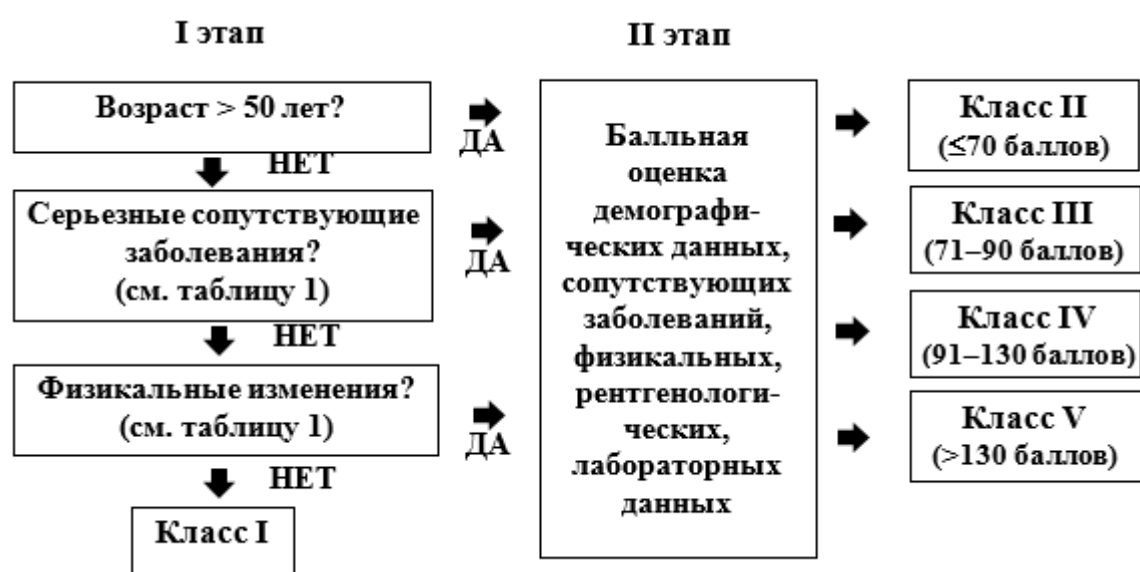 I этап
II этап
Возраст > 50 лет?
ДА
НЕТ
Серьезные сопутствующие
заболевания?
(см. таблицу 1)
ДА
НЕТ
Физикальные изменения?
(см. таблицу 1)
ДА
НЕТ
Класс I
Балльная
оценка
демографи-
ческих данных,
сопутствующих
заболеваний,
физикальных,
рентгенологи-
ческих,
лабораторных
данных
Класс II
(≤70 баллов)
Класс III
(71–90 баллов)
Класс IV
(91–130 баллов)
Класс V
(>130 баллов)